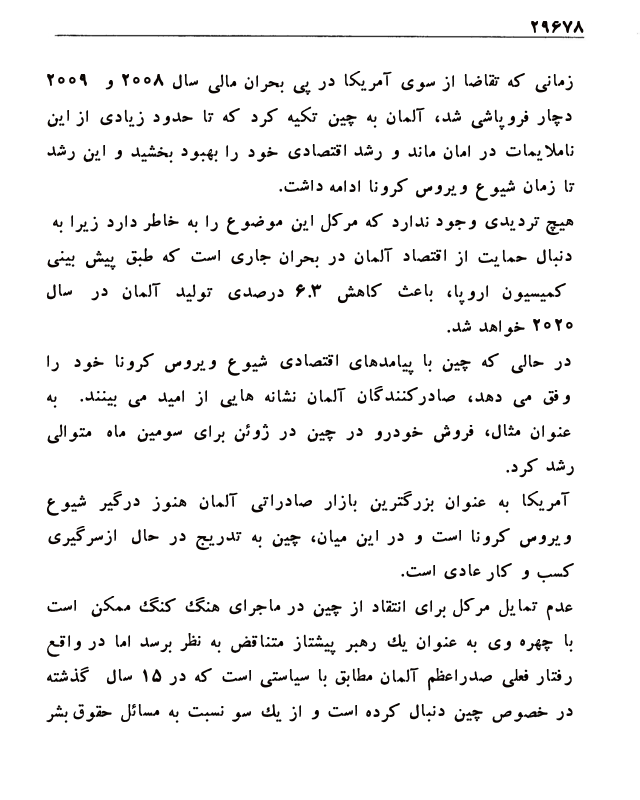 ۲۹۶۷۸
زمانی که تقاضا از سوی آمریکا در پی بحران مالی سال ۲۰۰۸ و ۲۰۰۹
دچار فروپاشی شد، آلمان به چین تکیه کرد که تا حدود زیادی از این
ناملایمات در امان ماند و رشد اقتصادی خود را بهبود بخشید و این رشد
تا زمان شیوع ویروس کرونا ادامه داشت.
هیچ تردیدی وجود ندارد که مرکل این موضوع را به خاطر دارد زیرا به
دنبال حمایت از اقتصاد آلمان در بحران جاری است که طبق پیش بینی
کمیسیون اروپا، باعث کاهش ۶.۳ درصدی تولید آلمان در سال
۲۰۲۰ خواهد شد.
در حالی که چین با پیامدهای اقتصادی شیوع ویروس کرونا خود را
وفق می دهد، صادرکنندگان آلمان نشانه هایی از امید می بینند. به
عنوان مثال، فروش خودرو در چین در ژوئن برای سومین ماه متوالی
رشد کرد.
آمریکا به عنوان بزرگترین بازار صادراتی آلمان هنوز درگیر شیوع
ویروس کرونا است و در این میان، چین به تدریج در حال ازسرگیری
کسب و کار عادی است.
عدم تمایل مرکل برای انتقاد از چین در ماجرای هنگ کنگ ممکن است
با چهره وی به عنوان یك رهبر پیشتاز متناقض به نظر برسد اما در واقع
رفتار فعلی صدراعظم آلمان مطابق با سیاستی است که در ۱۵ سال گذشته
در خصوص چین دنبال کرده است و از یك سو نسبت به مسائل حقوق بشر